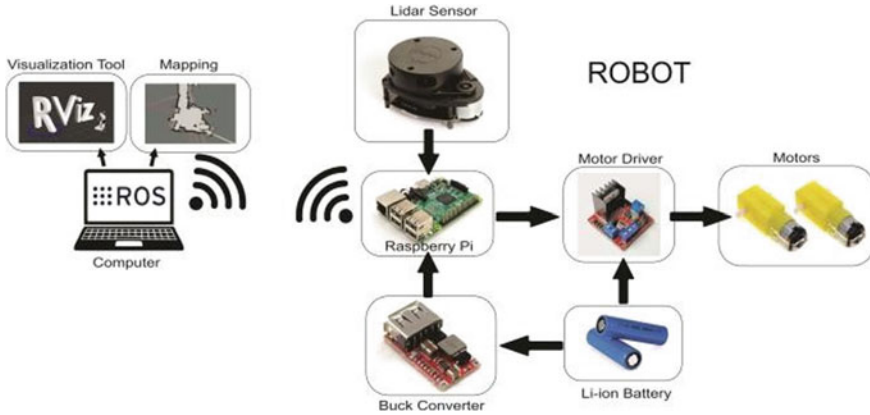 Lidar Sensor
Visualization Tool
Mapping
ROBOT
RViz
ROS
Computer
Raspberry Pi
Motor Driver
Motors
Buck Converter
Li-ion Battery